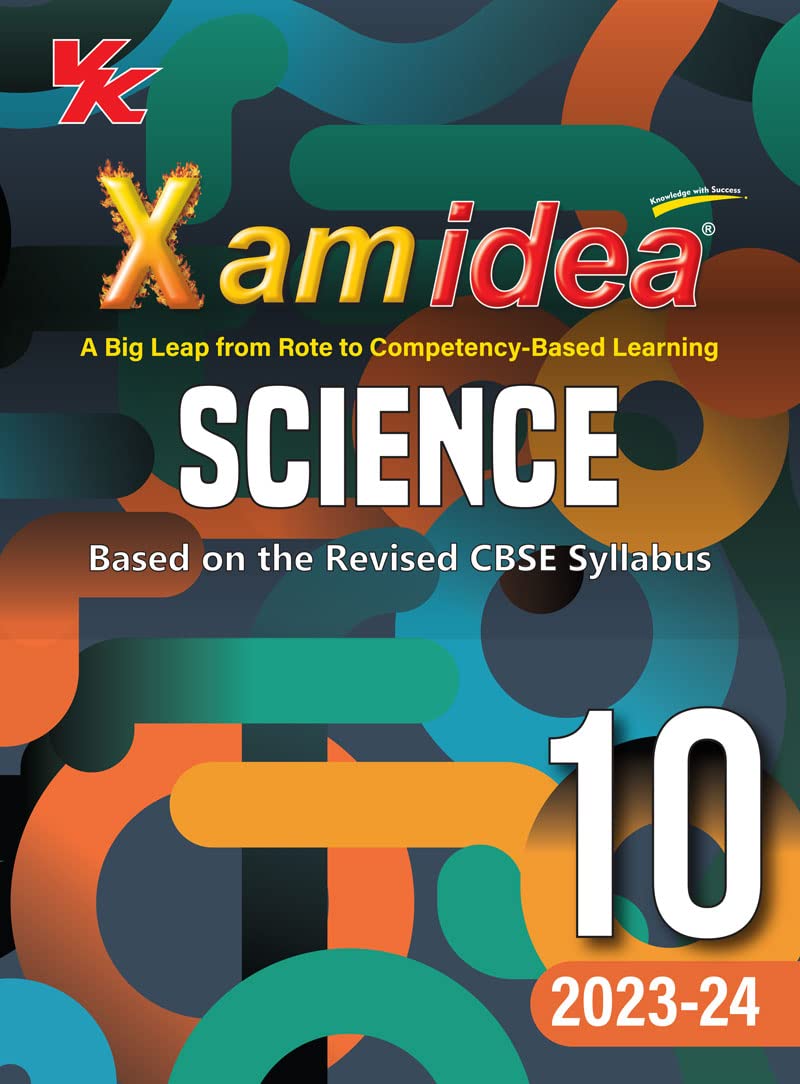 VK
Knowledge with Success
Xam idea®
A Big Leap from Rote to Competency-Based Learning
SCIENCE
Based on the Revised CBSE Syllabus
10
2023-24